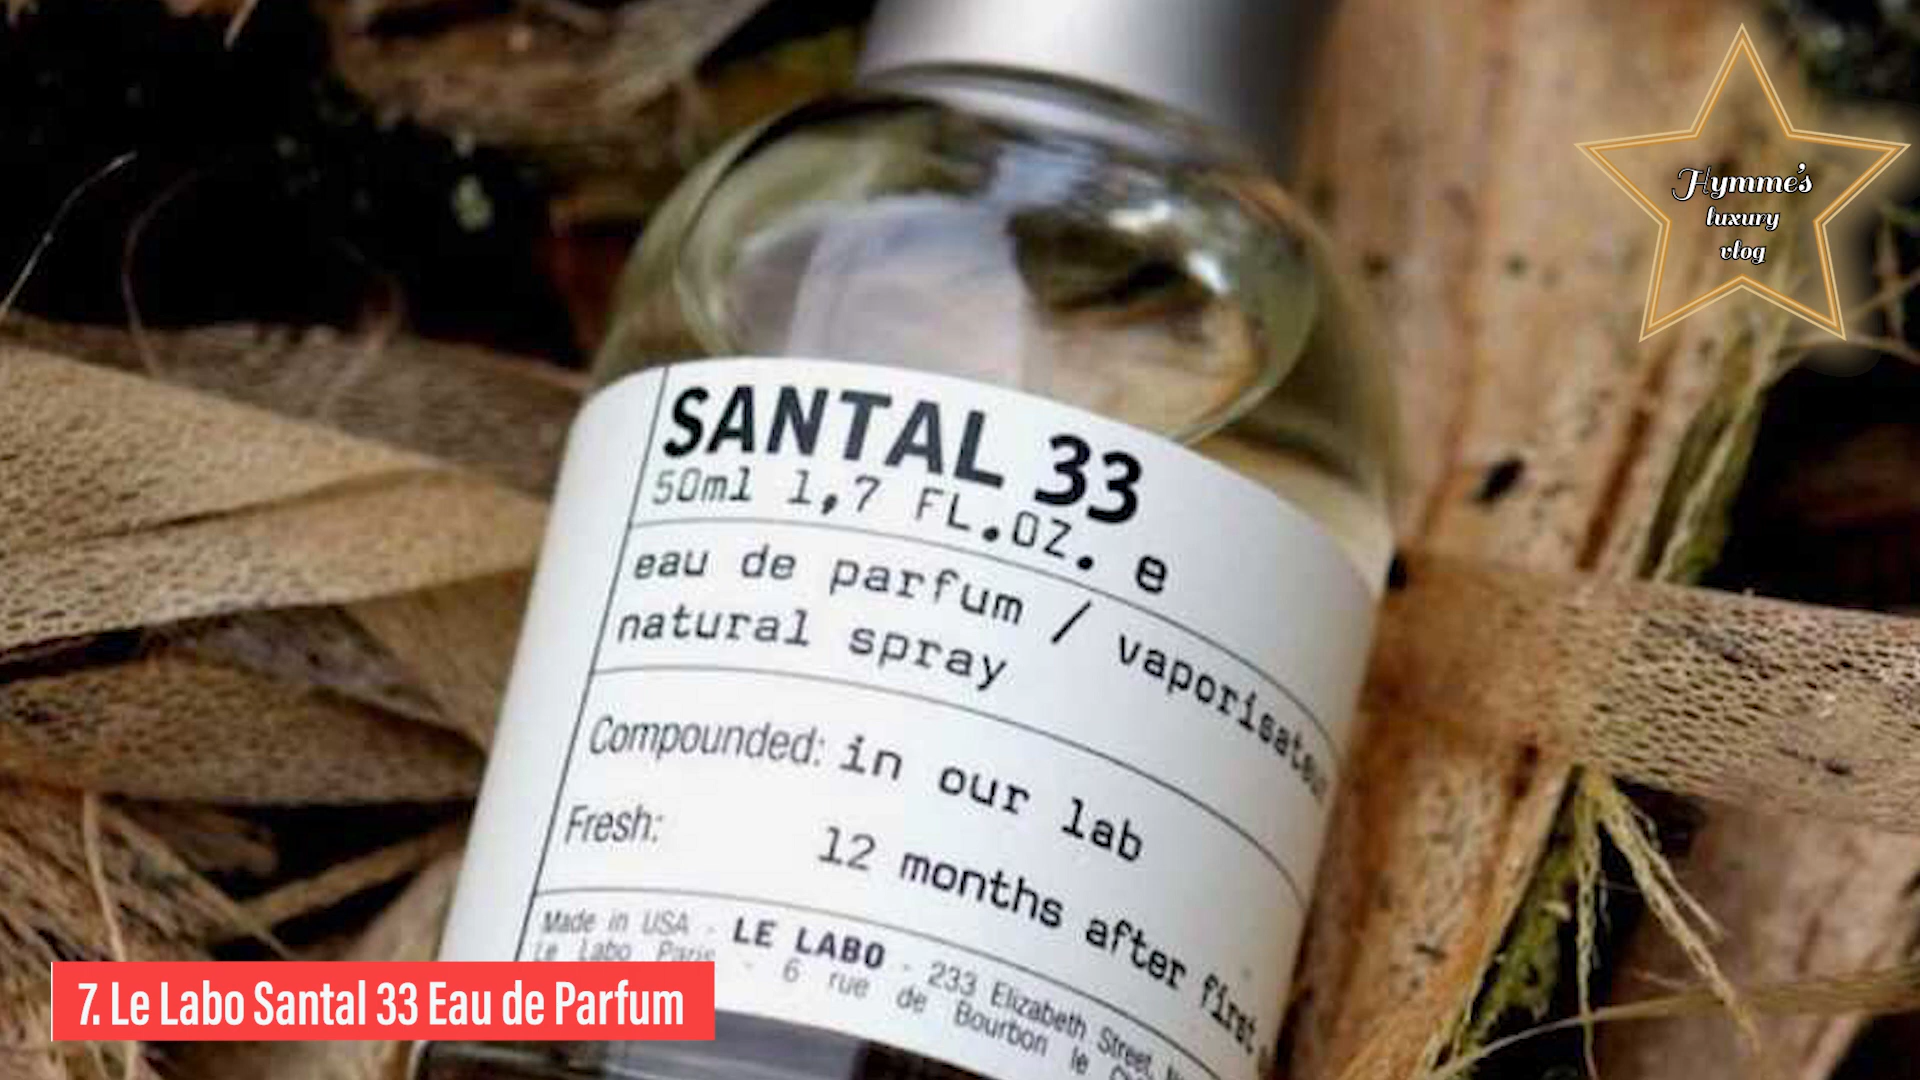 Hymme's
luxury
vlog
SANTAL 33
50ml 1,7 FL.OZ. e
eau de parfum / vaporisateur
natural spray
Compounded: in our lab
Fresh: 12 months after first
Made in USA - LE LABO - 233 Elizabeth Street,
Le Labo Paris - 6 rue de Bourbon le
7. Le Labo Santal 33 Eau de Parfum